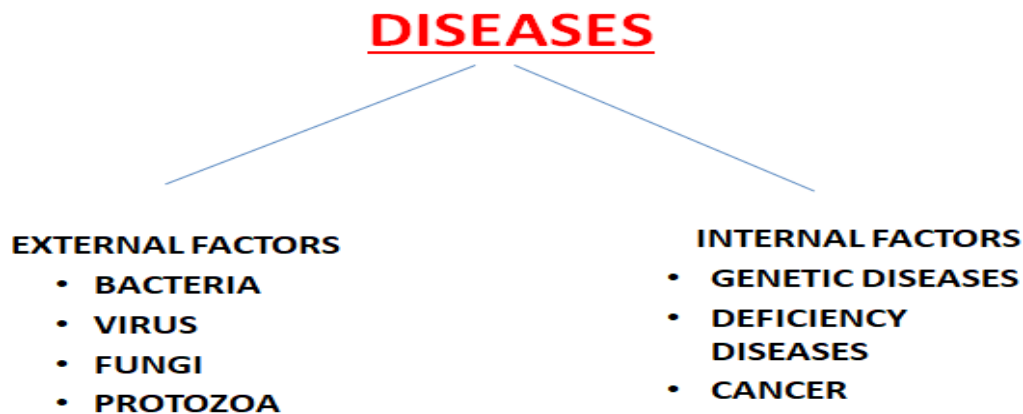 DISEASES
EXTERNAL FACTORS
• BACTERIA
• VIRUS
• FUNGI
• PROTOZOA
INTERNAL FACTORS
• GENETIC DISEASES
• DEFICIENCY
DISEASES
• CANCER